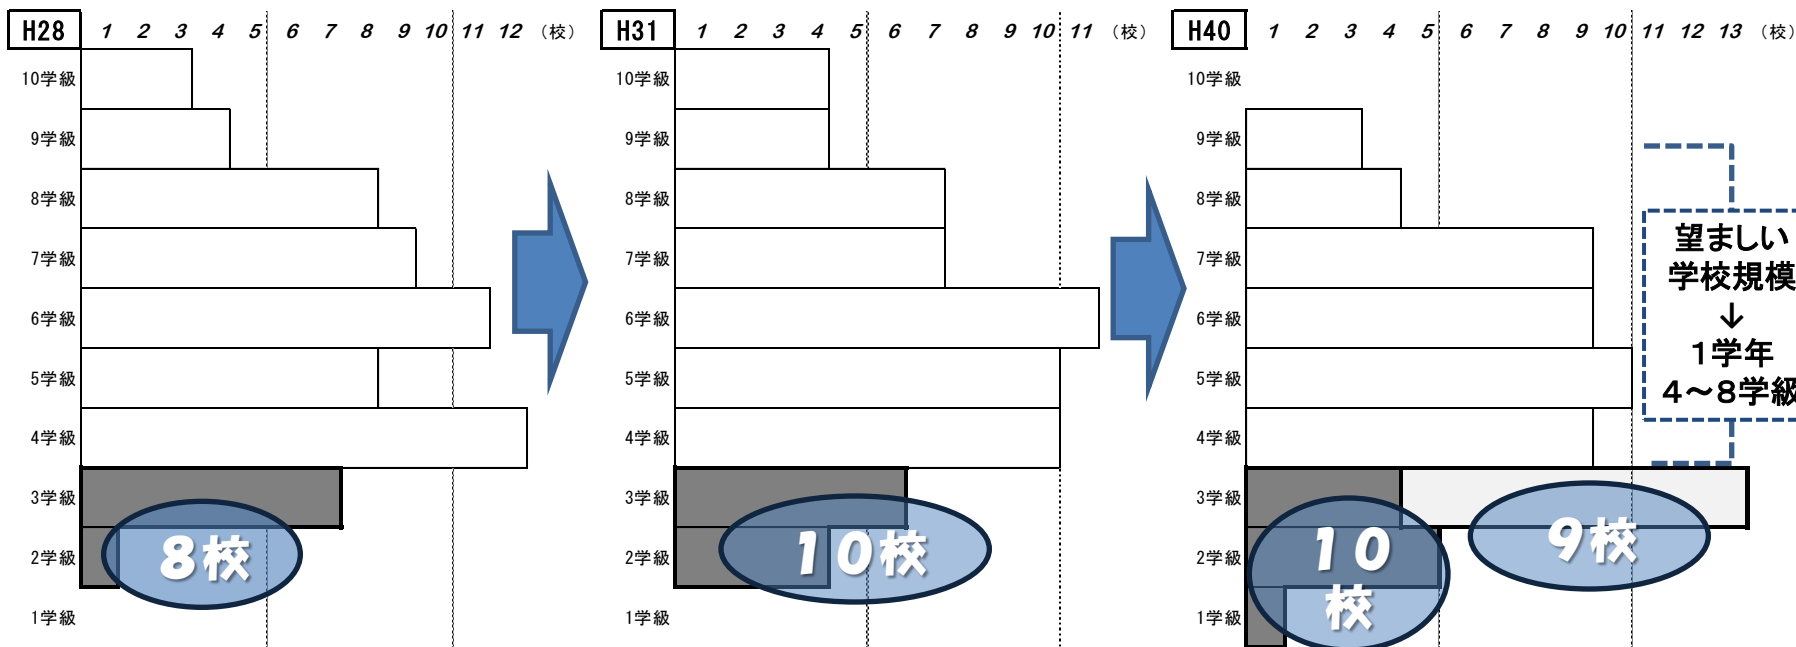 H28 1 2 3 4 5 6 7 8 9 10 11 12 (校)
10学級
9学級
8学級
7学級
6学級
5学級
4学級
3学級
2学級
1学級
8校
H31 1 2 3 4 5 6 7 8 9 10 11 (校)
10学級
9学級
8学級
7学級
6学級
5学級
4学級
3学級
2学級
1学級
10校
H40 1 2 3 4 5 6 7 8 9 10 11 12 13 (校)
10学級
9学級
8学級
7学級
6学級
5学級
4学級
3学級
2学級
1学級
10
校
9校
望ましい
学校規模
↓
1学年
4～8学級